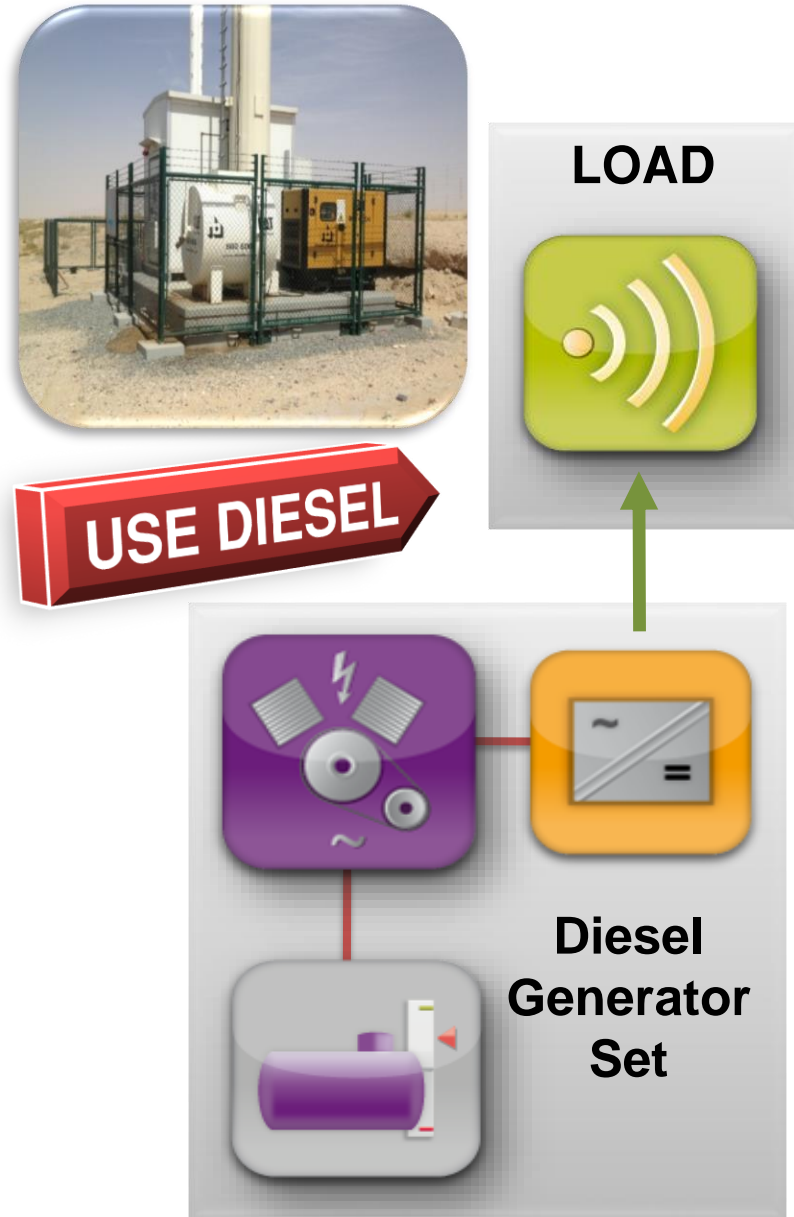 LOAD
USE DIESEL
~
=
~
Diesel
Generator
Set